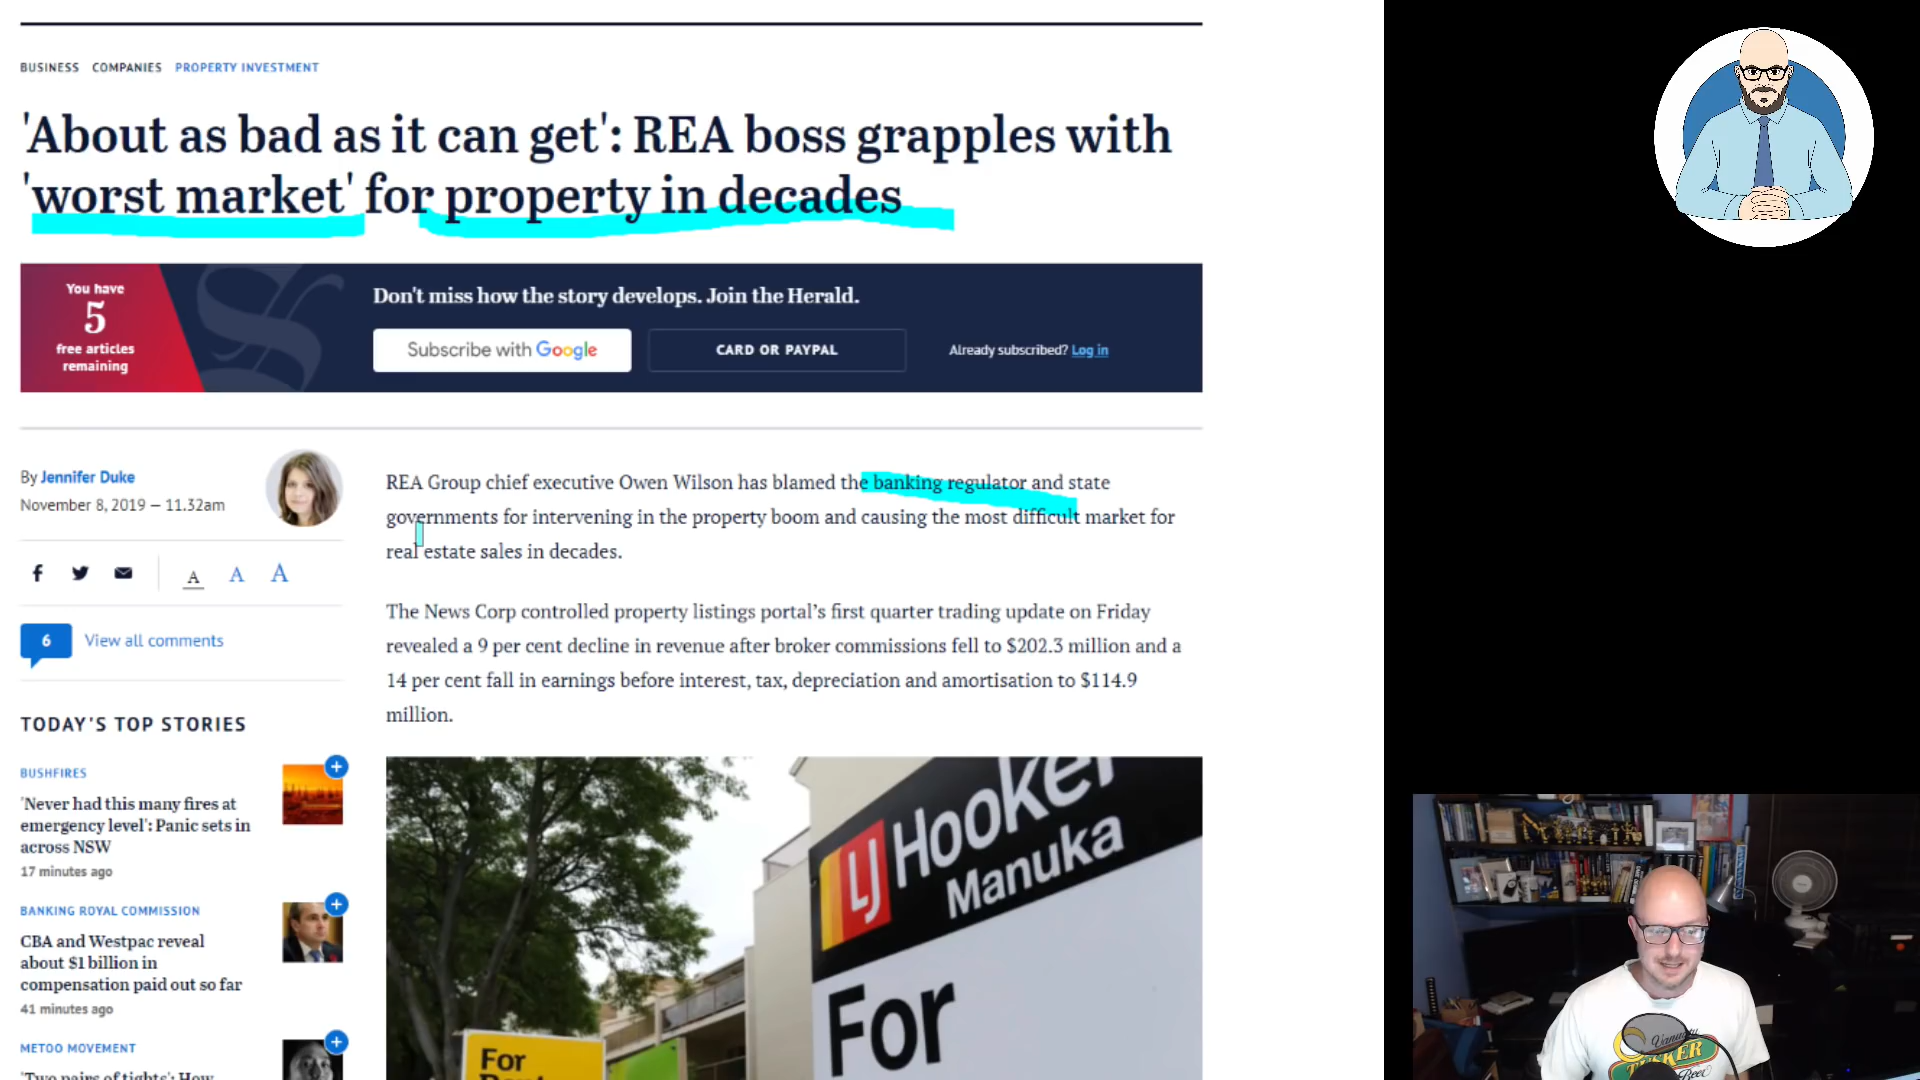 BUSINESS COMPANIES PROPERTY INVESTMENT
'About as bad as it can get': REA boss grapples with
'worst market' for property in decades
You have
5
free articles
remaining
Don't miss how the story develops. Join the Herald.
Subscribe with Google
CARD OR PAYPAL
Already subscribed? Log in
By Jennifer Duke
November 8, 2019 — 11.32am
A A A
6 View all comments
REA Group chief executive Owen Wilson has blamed the banking regulator and state
governments for intervening in the property boom and causing the most difficult market for
real estate sales in decades.
The News Corp controlled property listings portal's first quarter trading update on Friday
revealed a 9 per cent decline in revenue after broker commissions fell to $202.3 million and a
14 per cent fall in earnings before interest, tax, depreciation and amortisation to $114.9
million.
TODAY'S TOP STORIES
BUSHFIRES
'Never had this many fires at
emergency level': Panic sets in
across NSW
17 minutes ago
BANKING ROYAL COMMISSION
CBA and Westpac reveal
about $1 billion in
compensation paid out so far
41 minutes ago
METOO MOVEMENT
'Two pairs of tights': How
LJ Hooker
Manuka
For
For
Rent
Vanuatu
TUSKER
Beer